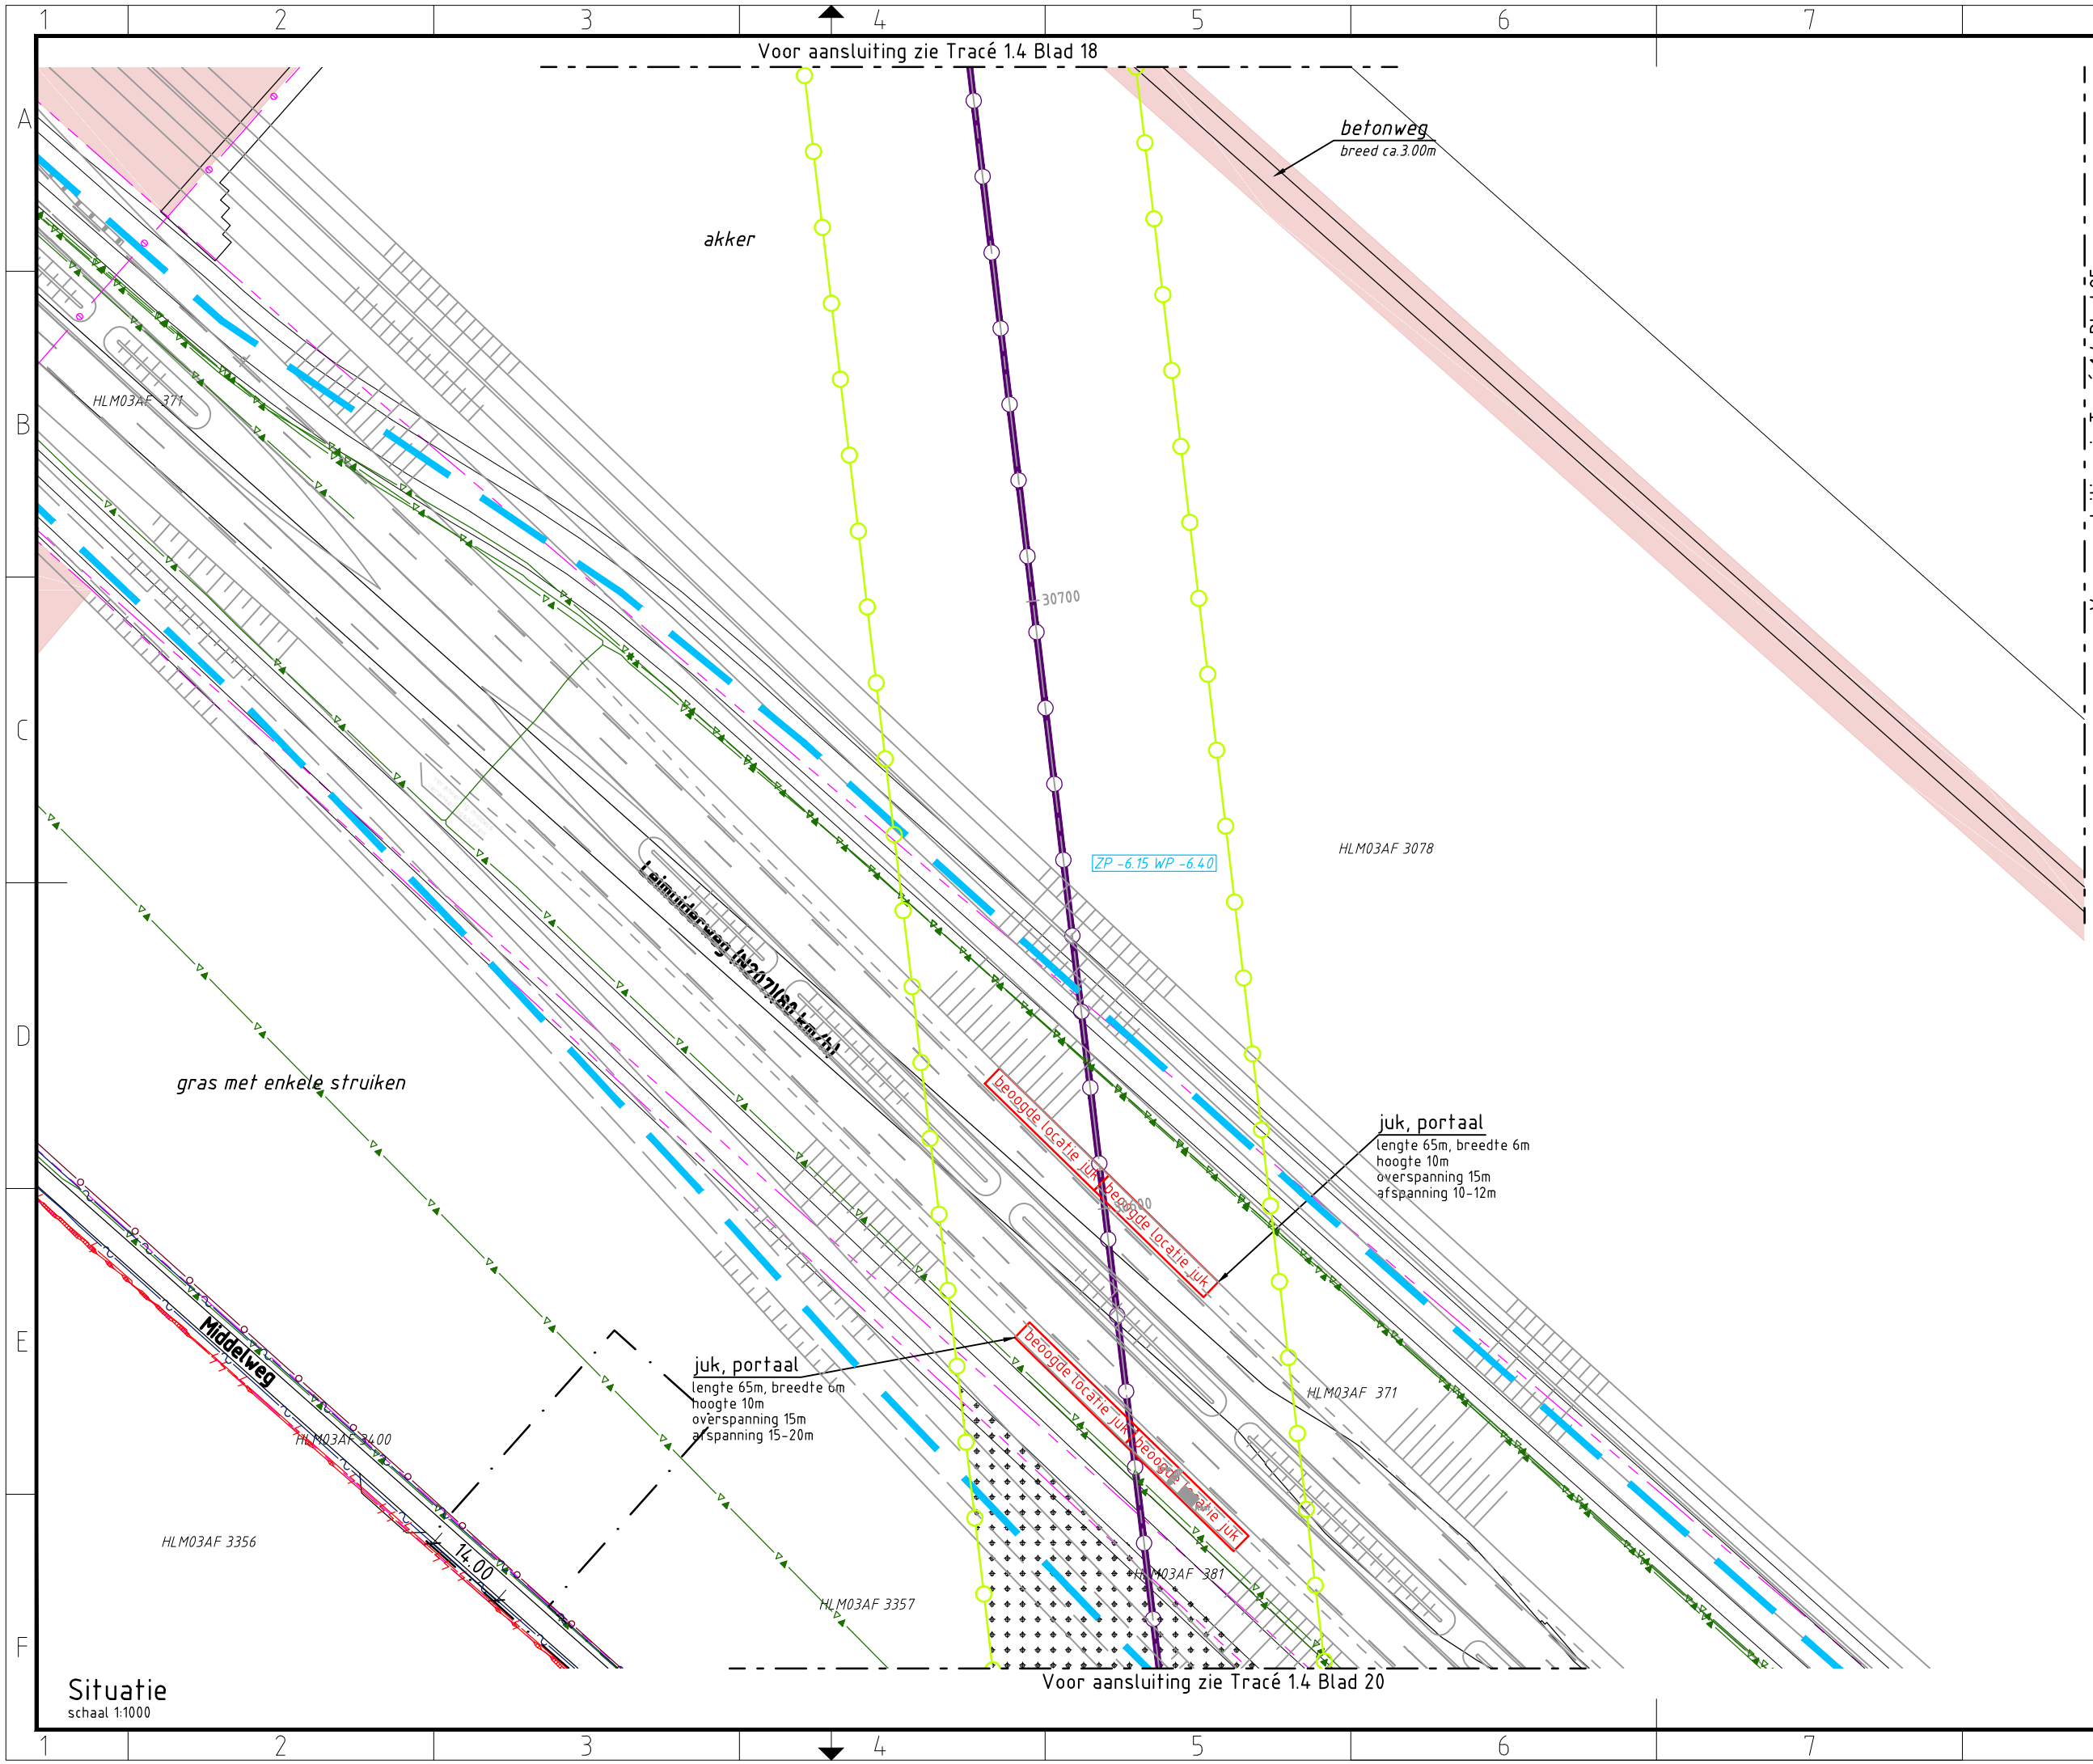 1 2 3 4 5 6 7
Voor aansluiting zie Tracé 1.4 Blad 18
A
betonweg
breed ca.3.00m
akker
HLM03AF 371
B
30700
C
HLM03AF 3078
ZP -6.15 WP -6.40
Leimuiderweg (N207)(80 km/h)
D
gras met enkele struiken
beoogde locatie juk
beoogde locatie juk
juk, portaal
lengte 65m, breedte 6m
hoogte 10m
overspanning 15m
afspanning 10-12m
E
Middelweg
juk, portaal
lengte 65m, breedte 6m
hoogte 10m
overspanning 15m
afspanning 15-20m
beoogde locatie juk
beoogde locatie juk
HLM03AF 371
HLM03AF 3400
HLM03AF 3356
14.00
HLM03AF 3357
HLM03AF 381
F
Situatie
schaal 1:1000
Voor aansluiting zie Tracé 1.4 Blad 20
1 2 3 4 5 6 7